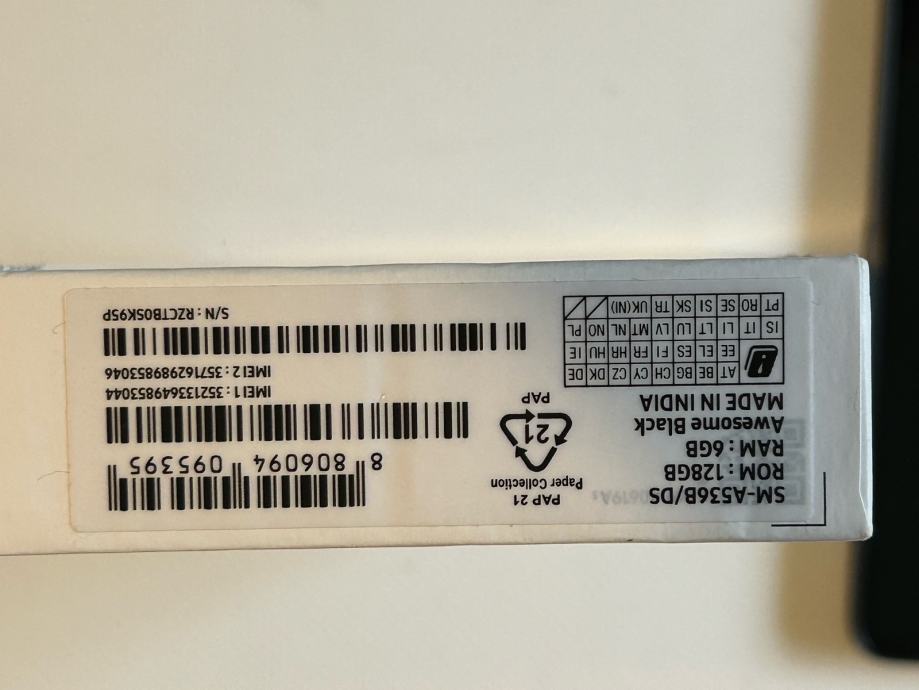 SM-A536B/DS
ROM : 128GB
RAM : 6GB
Awesome Black
MADE IN INDIA
AT BE BG CH CY CZ DK DE
EE EL ES FI FR HR HU IE
IS IT LI LT LU LV MT NL NO PL
PT RO SE SI SK TR UK(NI)
PAP 21
Paper Collection
21
PAP
8 806094 095395
IMEI 1 : 352133649853044
IMEI 2 : 357162989853046
S/N : RZCTB0SK95P